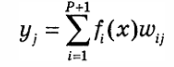 y_j = \sum_{i=1}^{P+1} f_i(x) w_{ij}